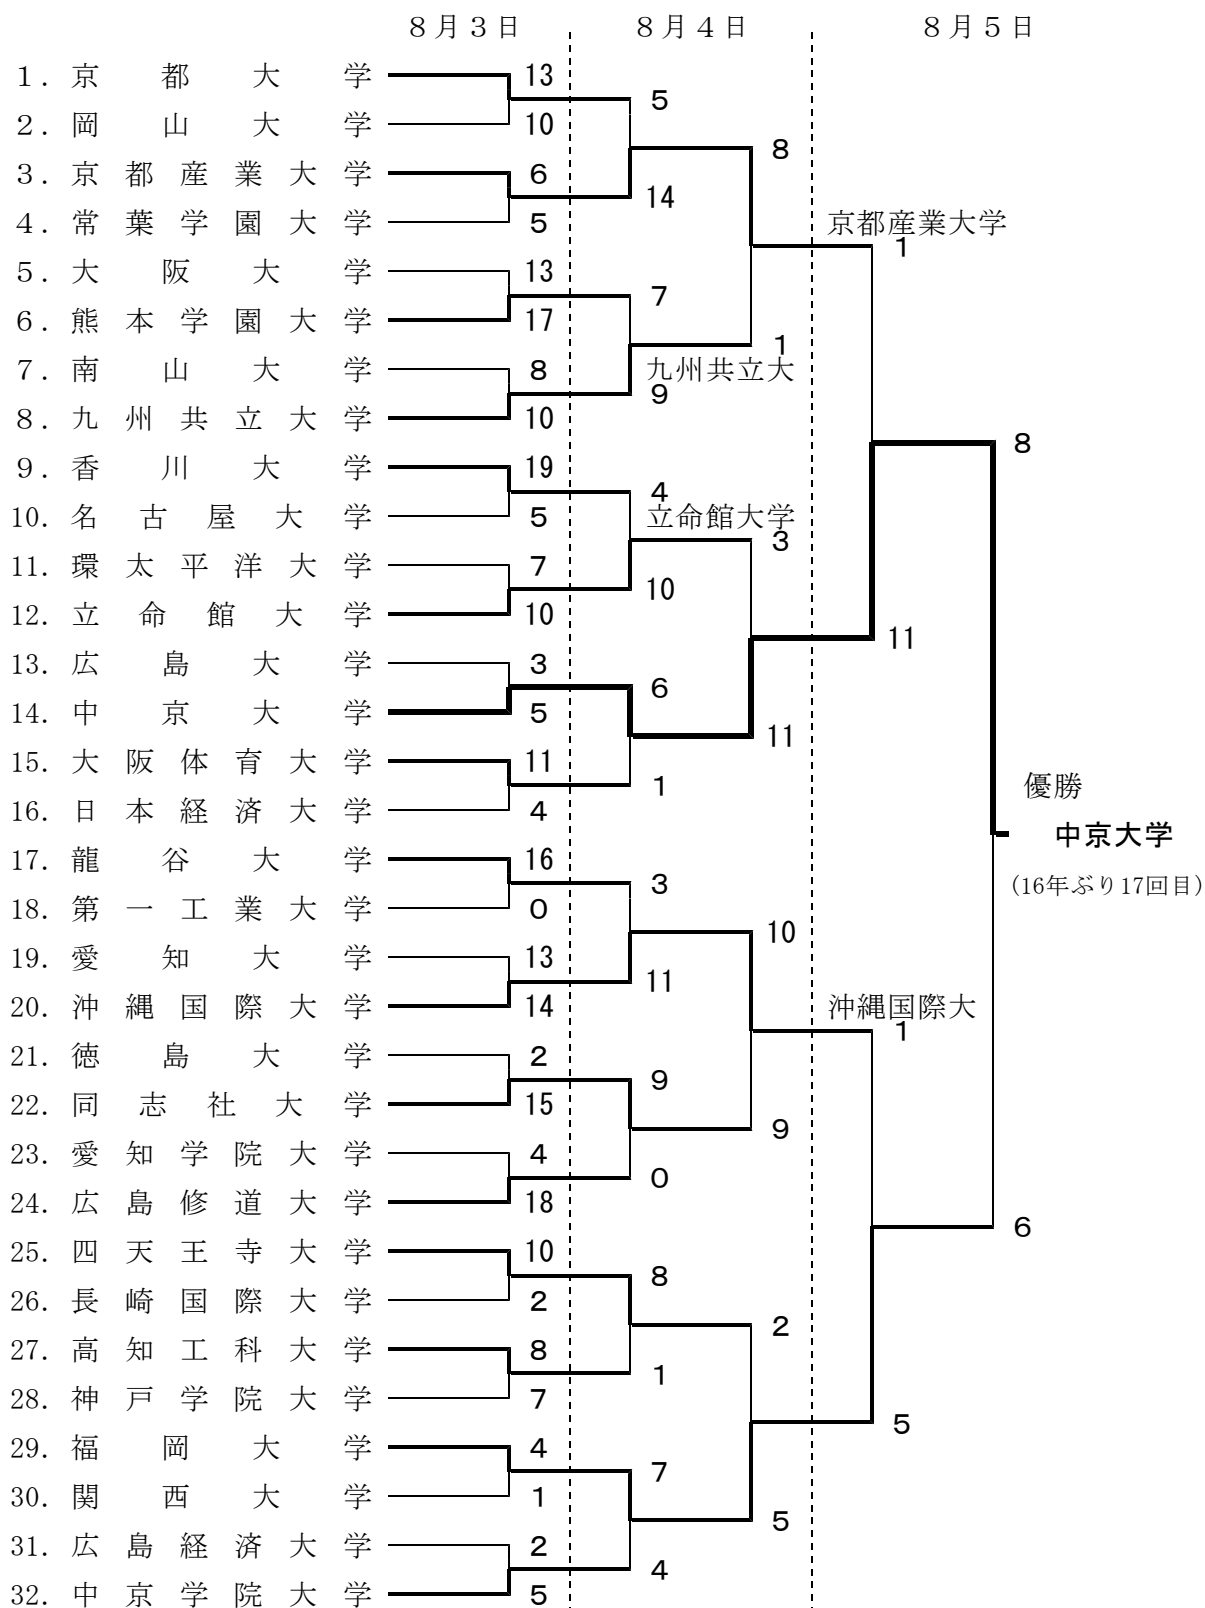 ８月３日 ８月４日 ８月５日
１. 京都大学 13
5
２. 岡山大学 10
8
３. 京都産業大学 6
14
４. 常葉学園大学 5
京都産業大学
1
５. 大阪大学 13
7
６. 熊本学園大学 17
1
７. 南山大学 8
九州共立大
9
８. 九州共立大学 10
8
９. 香川大学 19
4
10. 名古屋大学 5
立命館大学
3
11. 環太平洋大学 7
10
12. 立命館大学 10
11
13. 広島大学 3
6
14. 中京大学 5
11
15. 大阪体育大学 11
1
優勝
16. 日本経済大学 4
中京大学
17. 龍谷大学 16
3
(16年ぶり17回目)
18. 第一工業大学 0
10
19. 愛知大学 13
11
20. 沖縄国際大学 14
沖縄国際大
1
21. 徳島大学 2
9
22. 同志社大学 15
9
23. 愛知学院大学 4
0
24. 広島修道大学 18
6
25. 四天王寺大学 10
8
26. 長崎国際大学 2
2
27. 高知工科大学 8
1
28. 神戸学院大学 7
5
29. 福岡大学 4
7
30. 関西大学 1
5
31. 広島経済大学 2
4
32. 中京学院大学 5